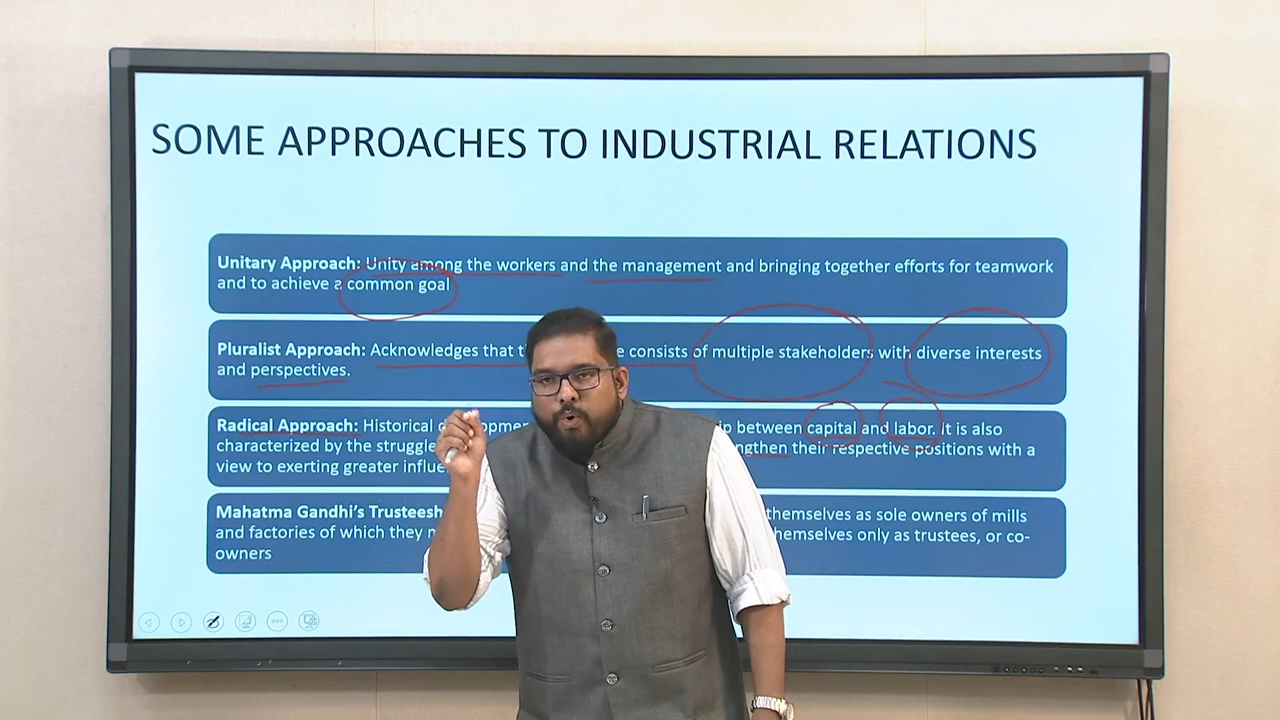 SOME APPROACHES TO INDUSTRIAL RELATIONS
Unitary Approach: Unity among the workers and the management and bringing together efforts for teamwork
and to achieve a common goal
Pluralist Approach: Acknowledges that consists of multiple stakeholders with diverse interests
and perspectives.
Radical Approach: Historical between capital and labor. It is also
characterized by the struggle their respective positions with a
view to exerting greater
Mahatma Gandhi's themselves as sole owners of mills
and factories of which they themselves only as trustees, or co-
owners